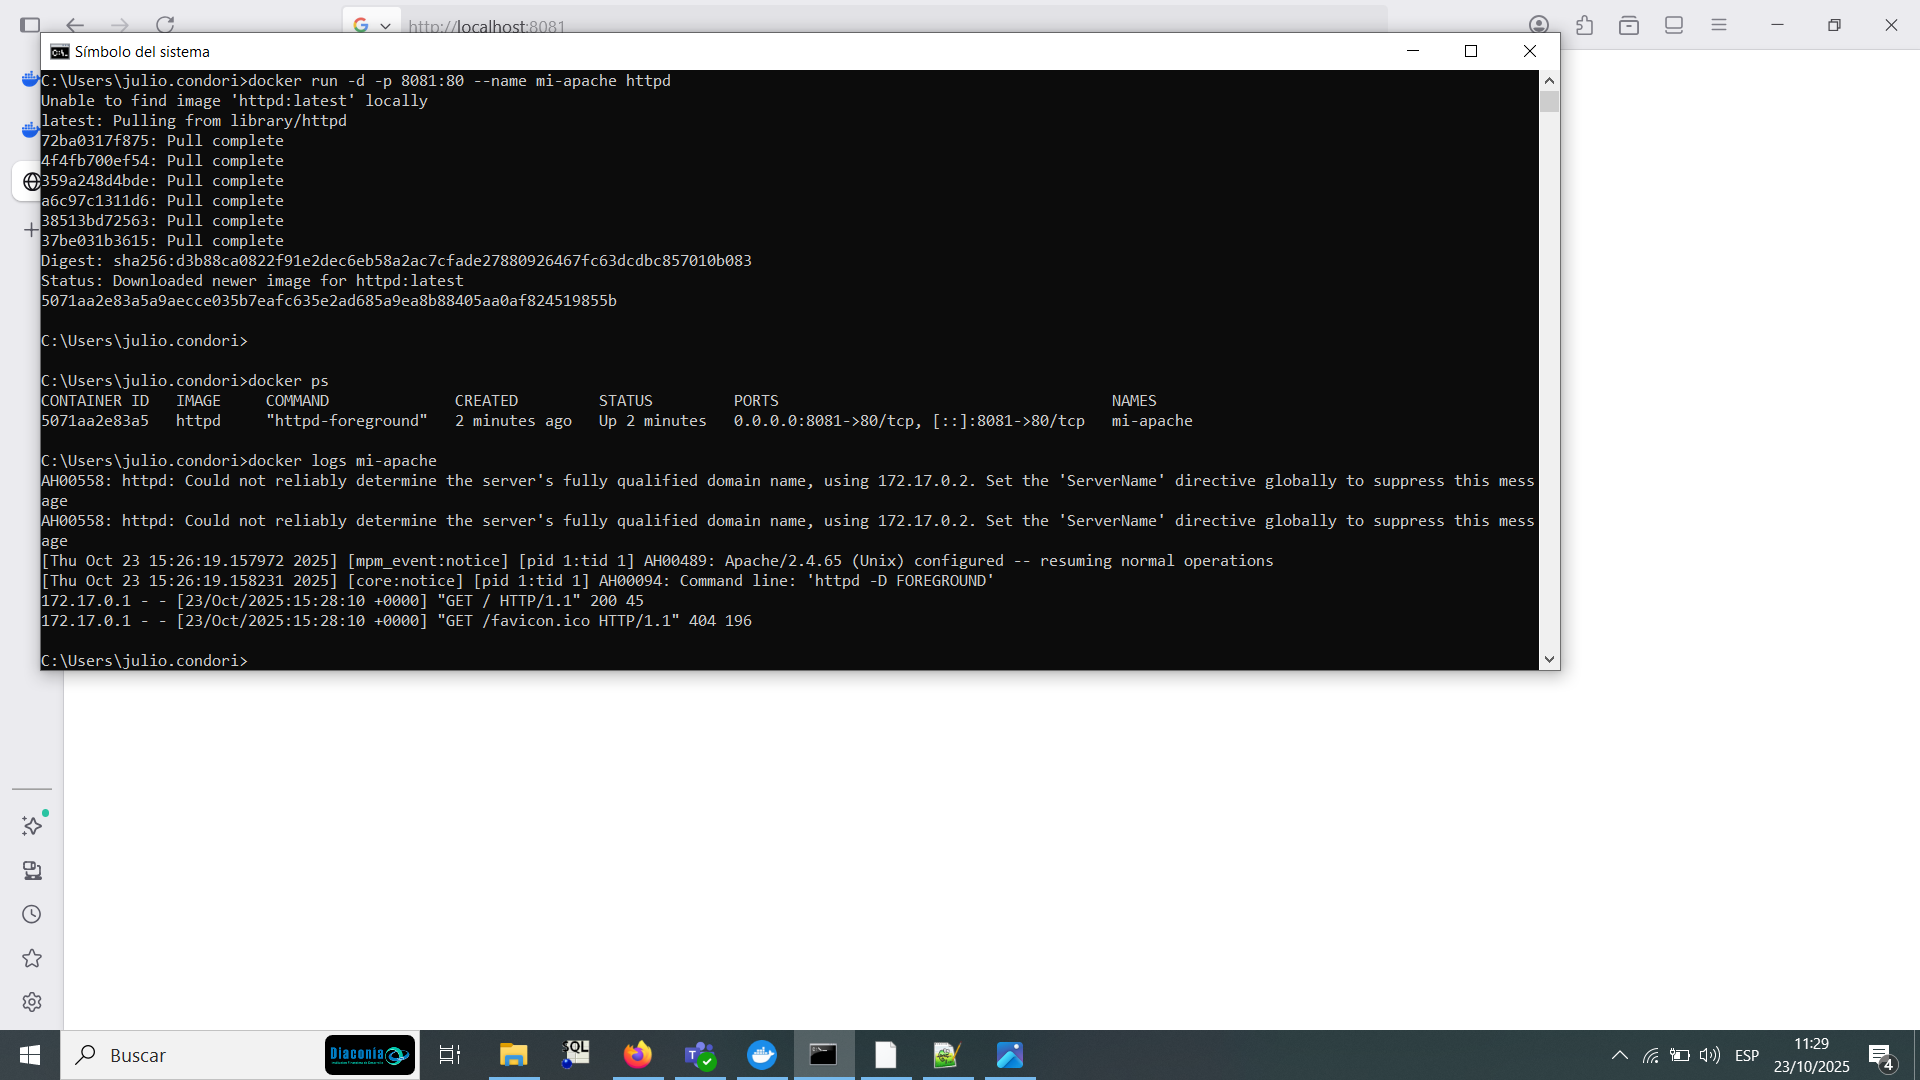 http://localhost:8081
Símbolo del sistema
C:\Users\julio.condori>docker run -d -p 8081:80 --name mi-apache httpd
Unable to find image 'httpd:latest' locally
latest: Pulling from library/httpd
72ba0317f875: Pull complete
4f4fb700ef54: Pull complete
359a248d4bde: Pull complete
a6c97c1311d6: Pull complete
38513bd72563: Pull complete
37be031b3615: Pull complete
Digest: sha256:d3b88ca0822f91e2dec6eb58a2ac7cfade27880926467fc63dcdbc857010b083
Status: Downloaded newer image for httpd:latest
5071aa2e83a5a9aecce035b7eafc635e2ad685a9ea8b88405aa0af824519855b
C:\Users\julio.condori>
C:\Users\julio.condori>docker ps
CONTAINER ID IMAGE COMMAND CREATED STATUS PORTS NAMES
5071aa2e83a5 httpd "httpd-foreground" 2 minutes ago Up 2 minutes 0.0.0.0:8081->80/tcp, [::]:8081->80/tcp mi-apache
C:\Users\julio.condori>docker logs mi-apache
AH00558: httpd: Could not reliably determine the server's fully qualified domain name, using 172.17.0.2. Set the 'ServerName' directive globally to suppress this mess
age
AH00558: httpd: Could not reliably determine the server's fully qualified domain name, using 172.17.0.2. Set the 'ServerName' directive globally to suppress this mess
age
[Thu Oct 23 15:26:19.157972 2025] [mpm_event:notice] [pid 1:tid 1] AH00489: Apache/2.4.65 (Unix) configured -- resuming normal operations
[Thu Oct 23 15:26:19.158231 2025] [core:notice] [pid 1:tid 1] AH00094: Command line: 'httpd -D FOREGROUND'
172.17.0.1 - - [23/Oct/2025:15:28:10 +0000] "GET / HTTP/1.1" 200 45
172.17.0.1 - - [23/Oct/2025:15:28:10 +0000] "GET /favicon.ico HTTP/1.1" 404 196
C:\Users\julio.condori>
Buscar
Diaconia
SQL
ESP
11:29
23/10/2025
4